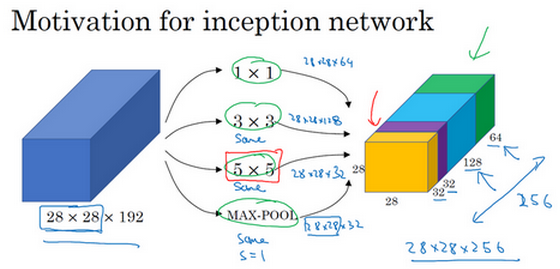 Motivation for inception network
1 × 1
28×28×64
3 × 3
28×28×128
same
5 × 5
28×28×32
same
MAX-POOL
28×28×32
same
s=1
28 × 28 × 192
28
28
32
32
128
64
256
28×28×256